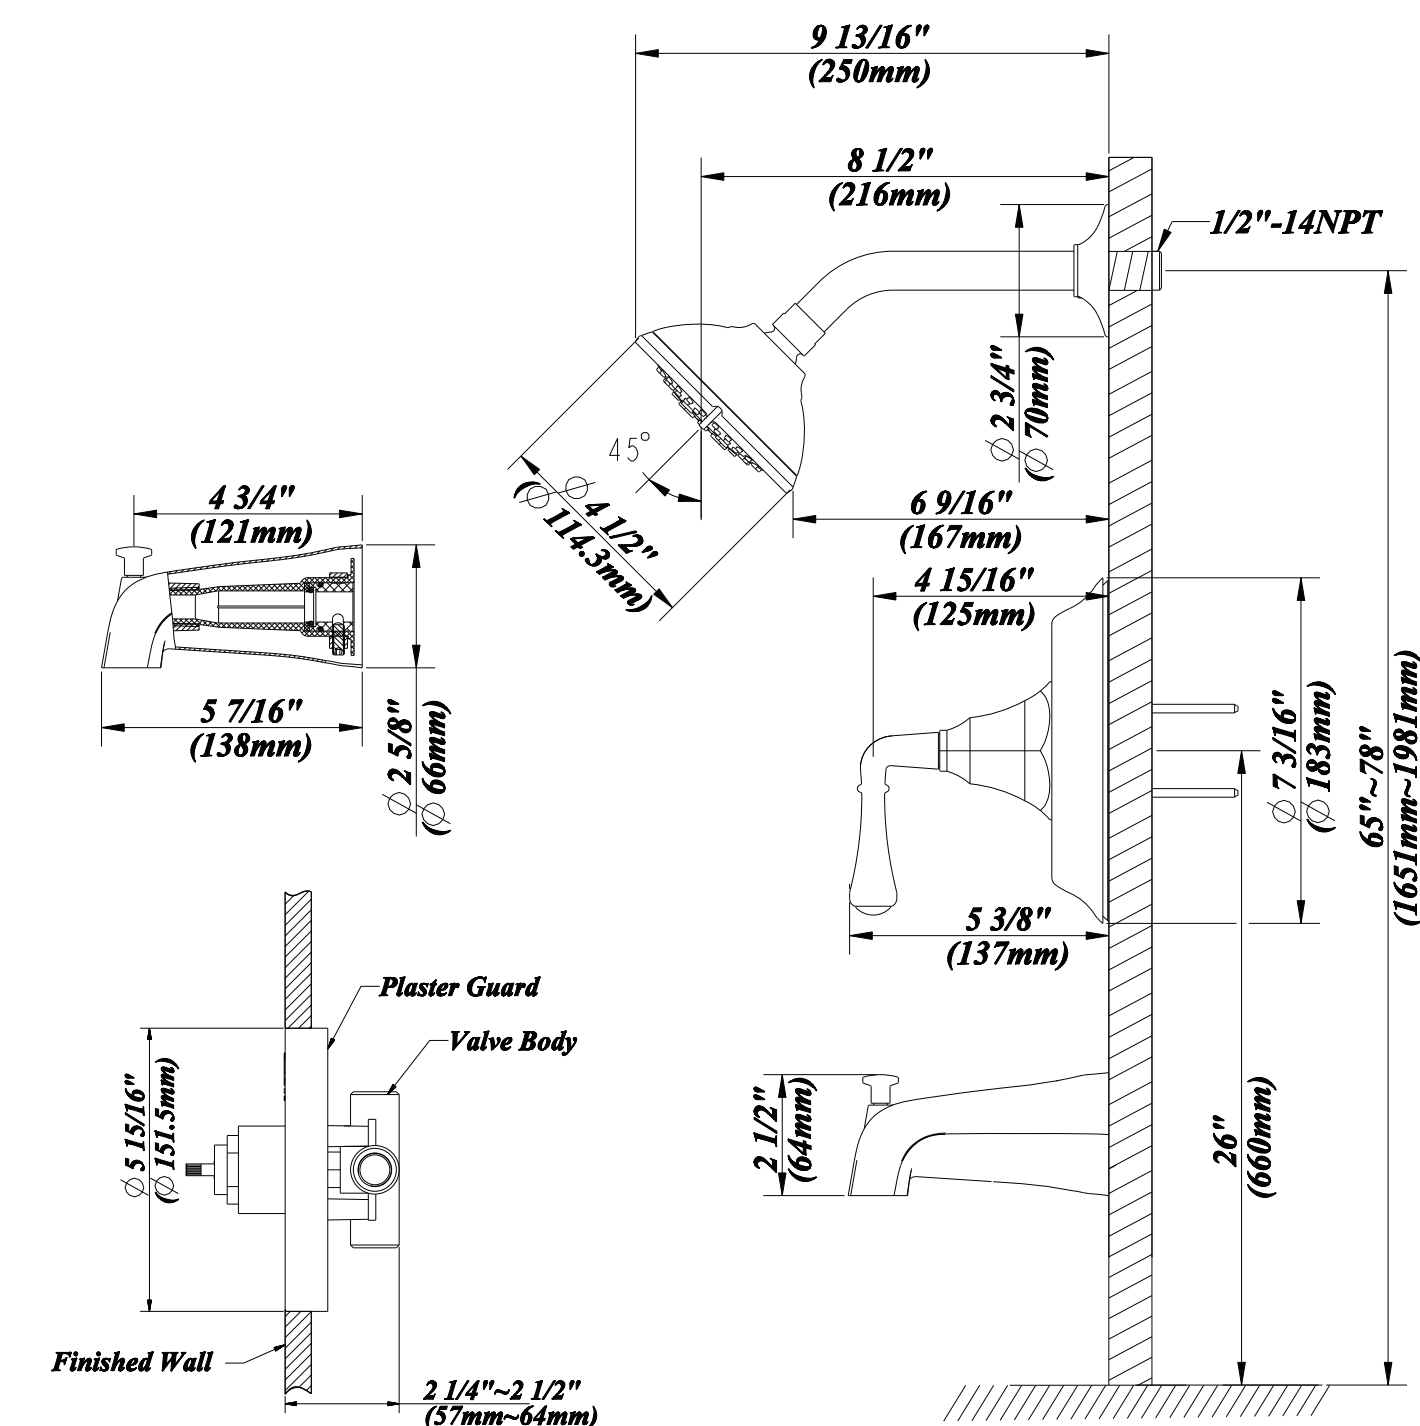 9 13/16"
(250mm)
8 1/2"
(216mm)
1/2"-14NPT
Ø 2 3/4"
(Ø 70mm)
45°
Ø 4 1/2"
(Ø 114.3mm)
6 9/16"
(167mm)
4 3/4"
(121mm)
4 15/16"
(125mm)
5 7/16"
(138mm)
Ø 2 5/8"
(Ø 66mm)
Ø 7 3/16"
(Ø 183mm)
65"~78"
(1651mm~1981mm)
5 3/8"
(137mm)
Plaster Guard
Valve Body
Ø 5 15/16"
(Ø 151.5mm)
2 1/2"
(64mm)
26"
(660mm)
Finished Wall
2 1/4"~2 1/2"
(57mm~64mm)